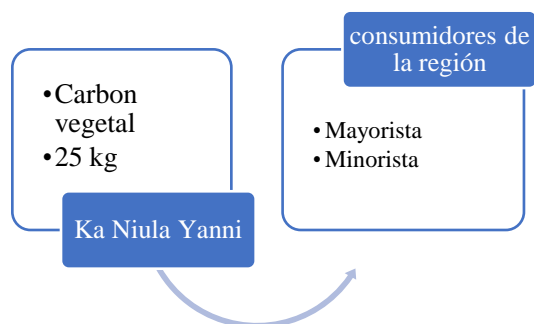 •Carbon
vegetal
•25 kg
Ka Niula Yanni
consumidores de
la región
•Mayorista
•Minorista